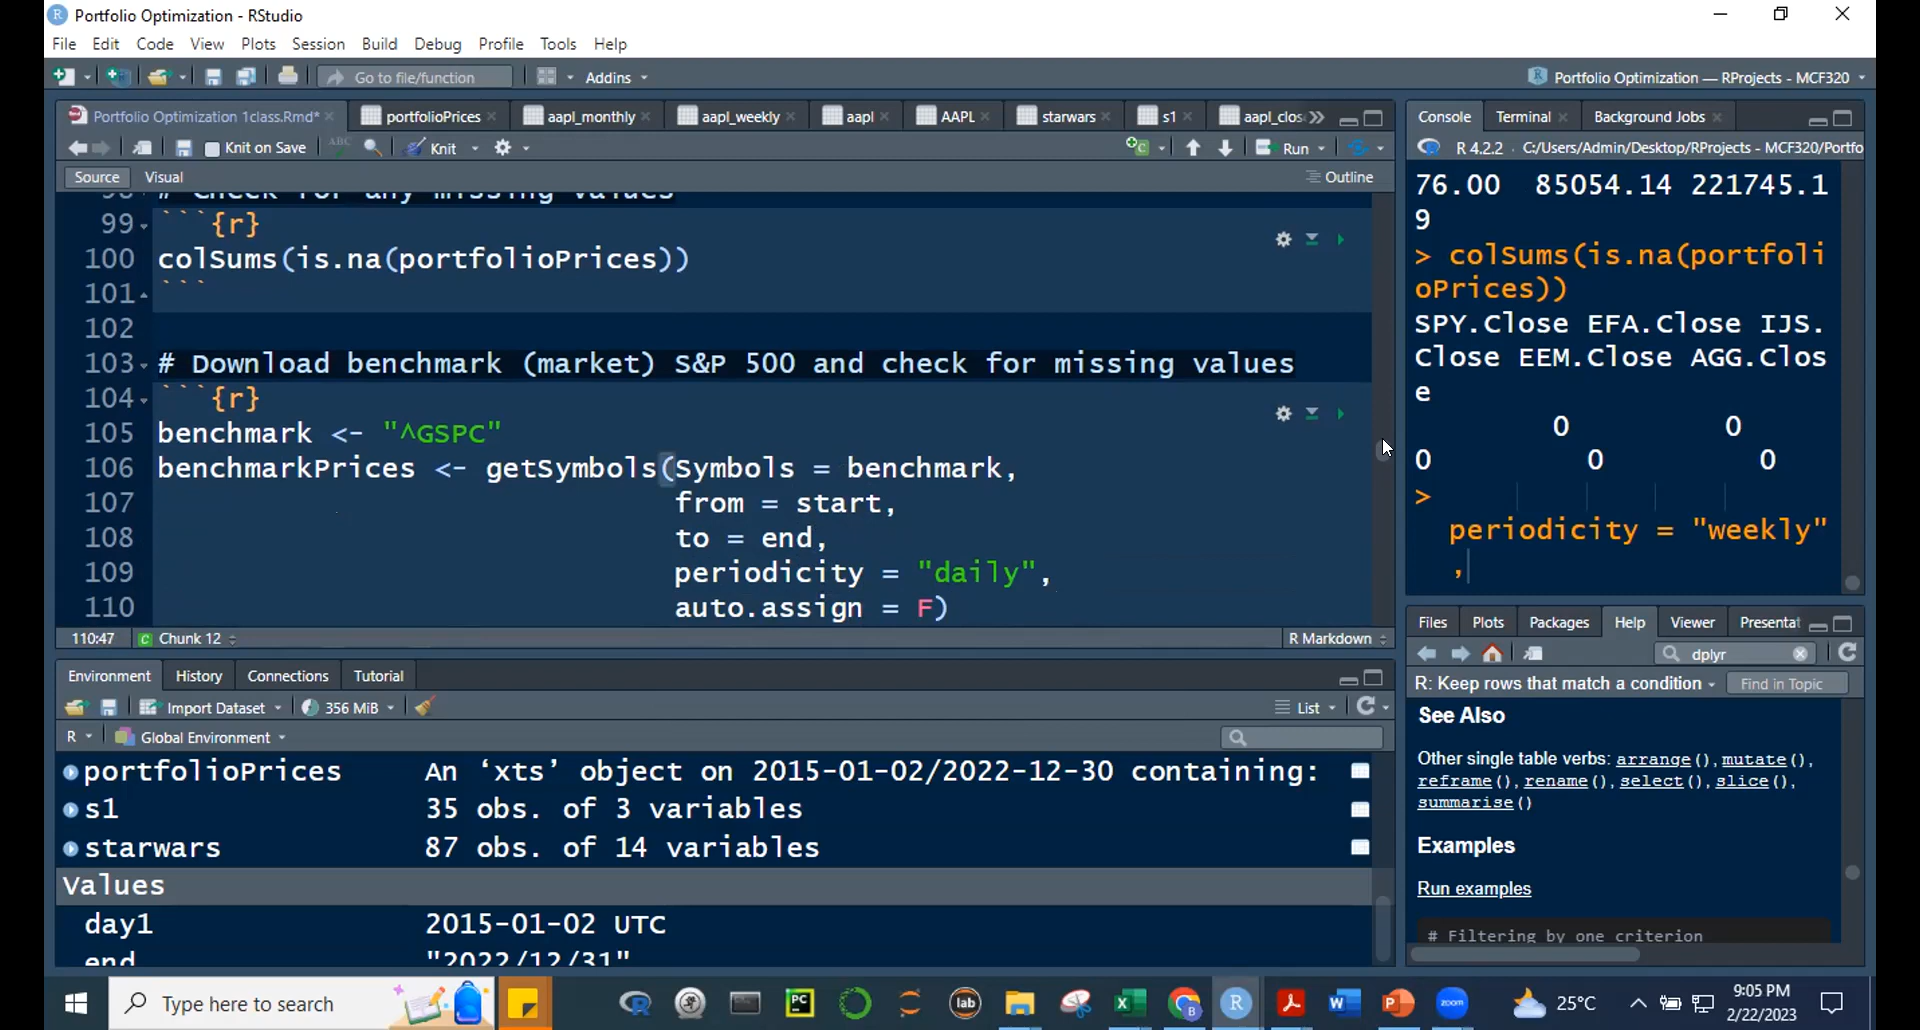 Portfolio Optimization - RStudio
File Edit Code View Plots Session Build Debug Profile Tools Help
Go to file/function Addins Portfolio Optimization — RProjects - MCF320
Portfolio Optimization 1class.Rmd* portfolioPrices aapl_monthly aapl_weekly aapl AAPL starwars s1 aapl_clos
Knit on Save ABC Knit Run
Source Visual Outline
98 # Check for any missing values
99 ```{r}
100 colSums(is.na(portfolioPrices))
101 ```
102
103 # Download benchmark (market) S&P 500 and check for missing values
104 ```{r}
105 benchmark <- "^GSPC"
106 benchmarkPrices <- getSymbols(Symbols = benchmark,
107 from = start,
108 to = end,
109 periodicity = "daily",
110 auto.assign = F)
110:47 Chunk 12 R Markdown
Environment History Connections Tutorial
Import Dataset 356 MiB List
R Global Environment
portfolioPrices An ‘xts’ object on 2015-01-02/2022-12-30 containing:
s1 35 obs. of 3 variables
starwars 87 obs. of 14 variables
Values
day1 2015-01-02 UTC
end "2022/12/31"
Console Terminal Background Jobs
R 4.2.2 · C:/Users/Admin/Desktop/RProjects - MCF320/Portfo
76.00 85054.14 221745.1
9
> colSums(is.na(portfoli
oPrices))
SPY.Close EFA.Close IJS.
Close EEM.Close AGG.Clos
e
0 0
0 0 0
>
periodicity = "weekly"
,
Files Plots Packages Help Viewer Presentat
dplyr
R: Keep rows that match a condition Find in Topic
See Also
Other single table verbs: arrange(), mutate(),
reframe(), rename(), select(), slice(),
summarise()
Examples
Run examples
# Filtering by one criterion
Type here to search PC lab zoom 25°C 9:05 PM
2/22/2023